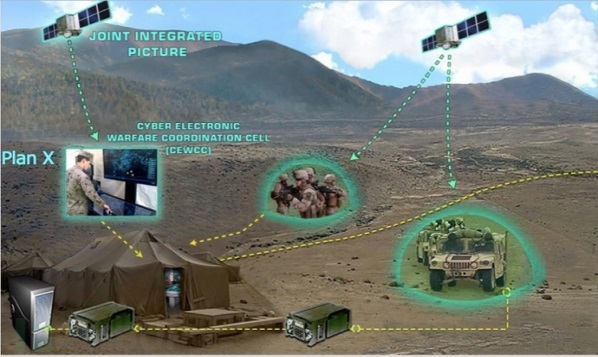 JOINT INTEGRATED
PICTURE
CYBER ELECTRONIC
WARFARE COORDINATION CELL
(CEWCC)
Plan X